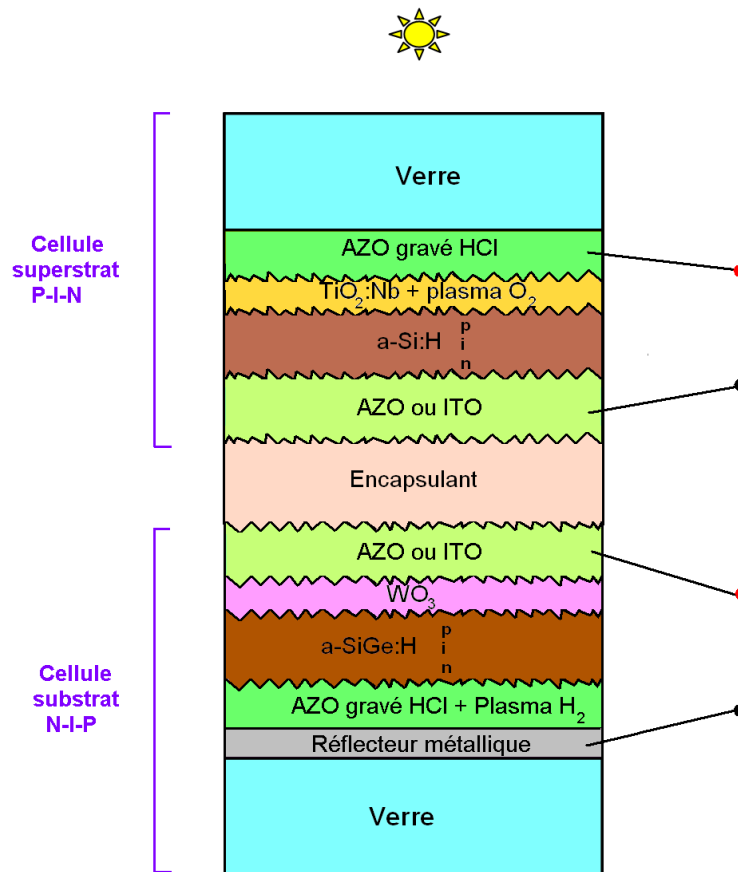 Verre
Cellule
superstrat
P-I-N
AZO gravé HCl
TiO2:Nb + plasma O2
a-Si:H
p
i
n
AZO ou ITO
Encapsulant
AZO ou ITO
WO3
a-SiGe:H
p
i
n
Cellule
substrat
N-I-P
AZO gravé HCl + Plasma H2
Réflecteur métallique
Verre